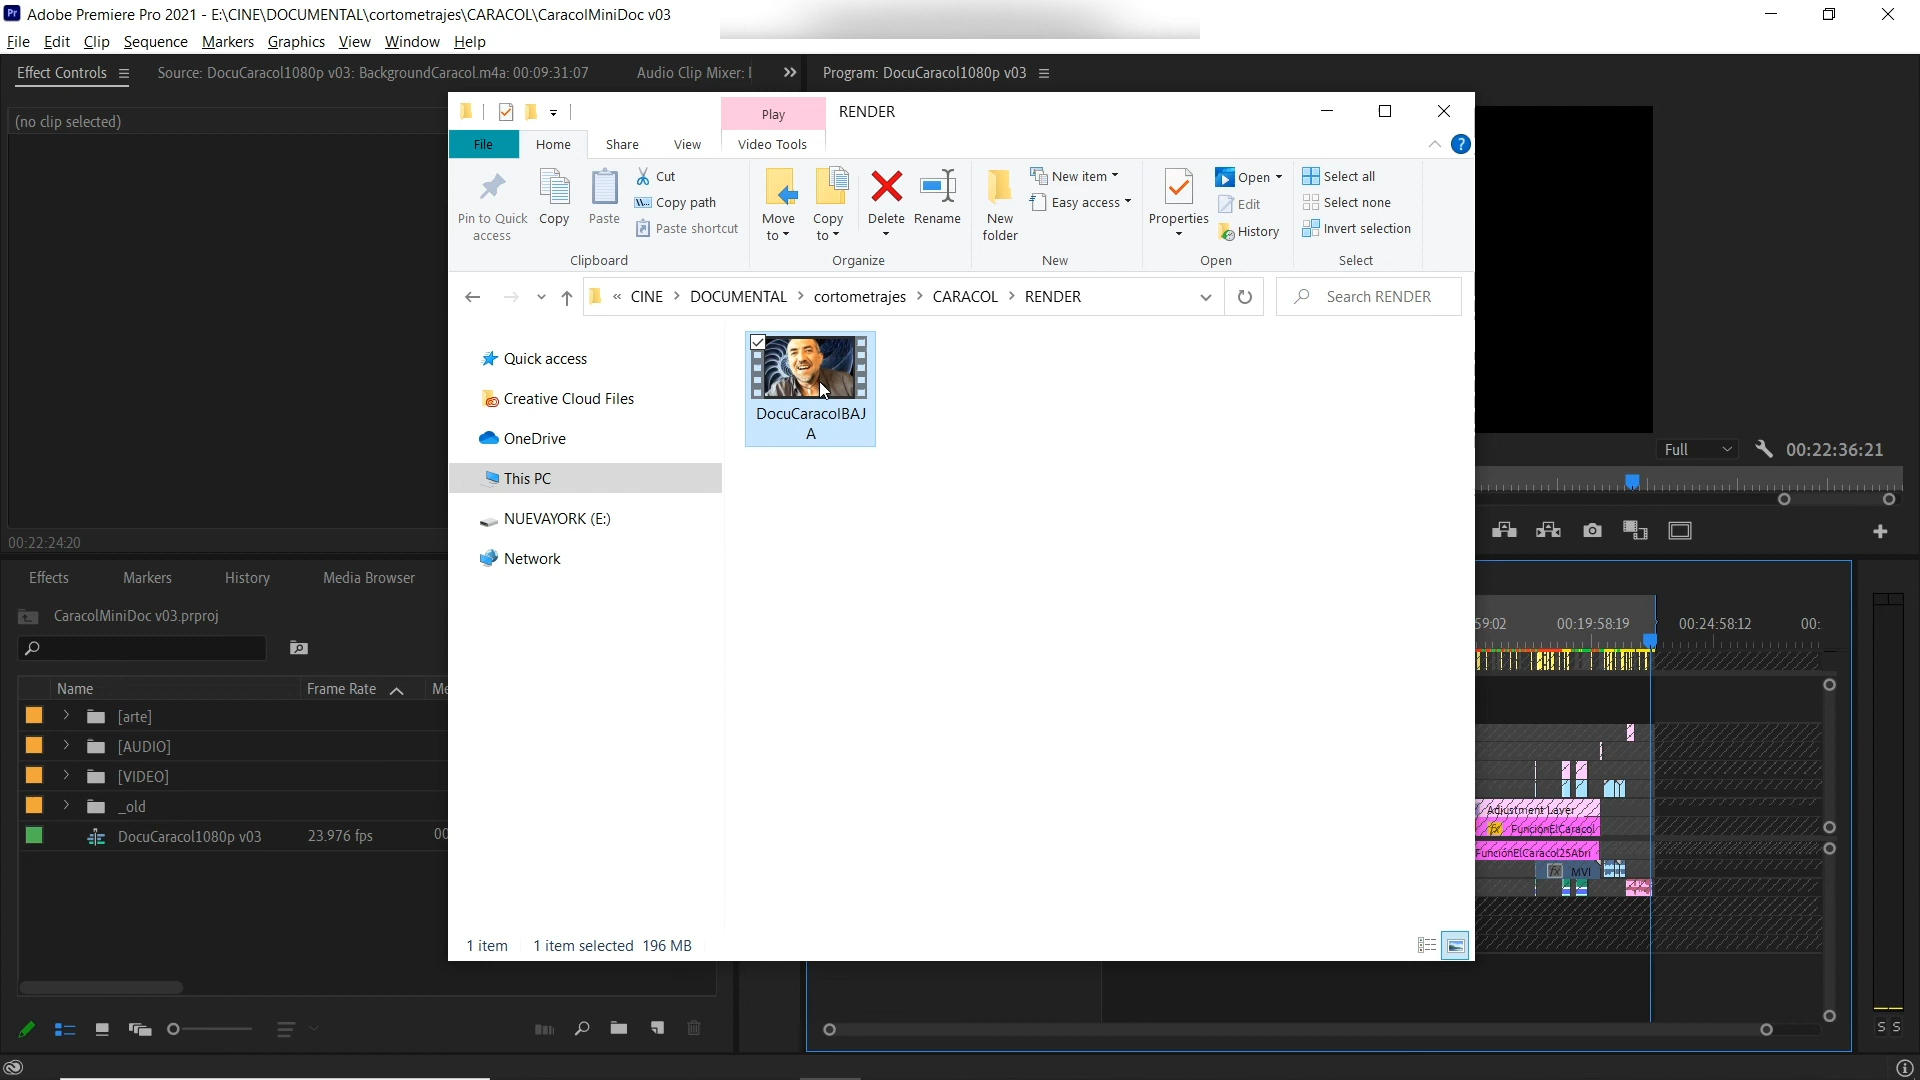 Adobe Premiere Pro 2021 - E:\CINE\DOCUMENTAL\cortometrajes\CARACOL\CaracolMiniDoc v03
File Edit Clip Sequence Markers Graphics View Window Help
Effect Controls
Source: DocuCaracol1080p v03: BackgroundCaracol.m4a: 00:09:31:07
Audio Clip Mixer:
Program: DocuCaracol1080p v03
(no clip selected)
00:22:24:20
Play
RENDER
File Home Share View Video Tools
Pin to Quick access
Copy
Paste
Cut
Copy path
Paste shortcut
Clipboard
Move to
Copy to
Delete
Rename
Organize
New folder
New item
Easy access
New
Properties
Open
Edit
History
Open
Select all
Select none
Invert selection
Select
« CINE > DOCUMENTAL > cortometrajes > CARACOL > RENDER
Search RENDER
Quick access
Creative Cloud Files
OneDrive
This PC
NUEVAYORK (E:)
Network
DocuCaracolBAJ
A
1 item 1 item selected 196 MB
Full
00:22:36:21
Effects Markers History Media Browser
CaracolMiniDoc v03.prproj
Name Frame Rate Me
[arte]
[AUDIO]
[VIDEO]
_old
DocuCaracol1080p v03 23.976 fps 00
59:02 00:19:58:19 00:24:58:12 00:
Adjustment Layer
fx FunciónElCaracol
FunciónElCaracol25Abri
fx MVI
S S